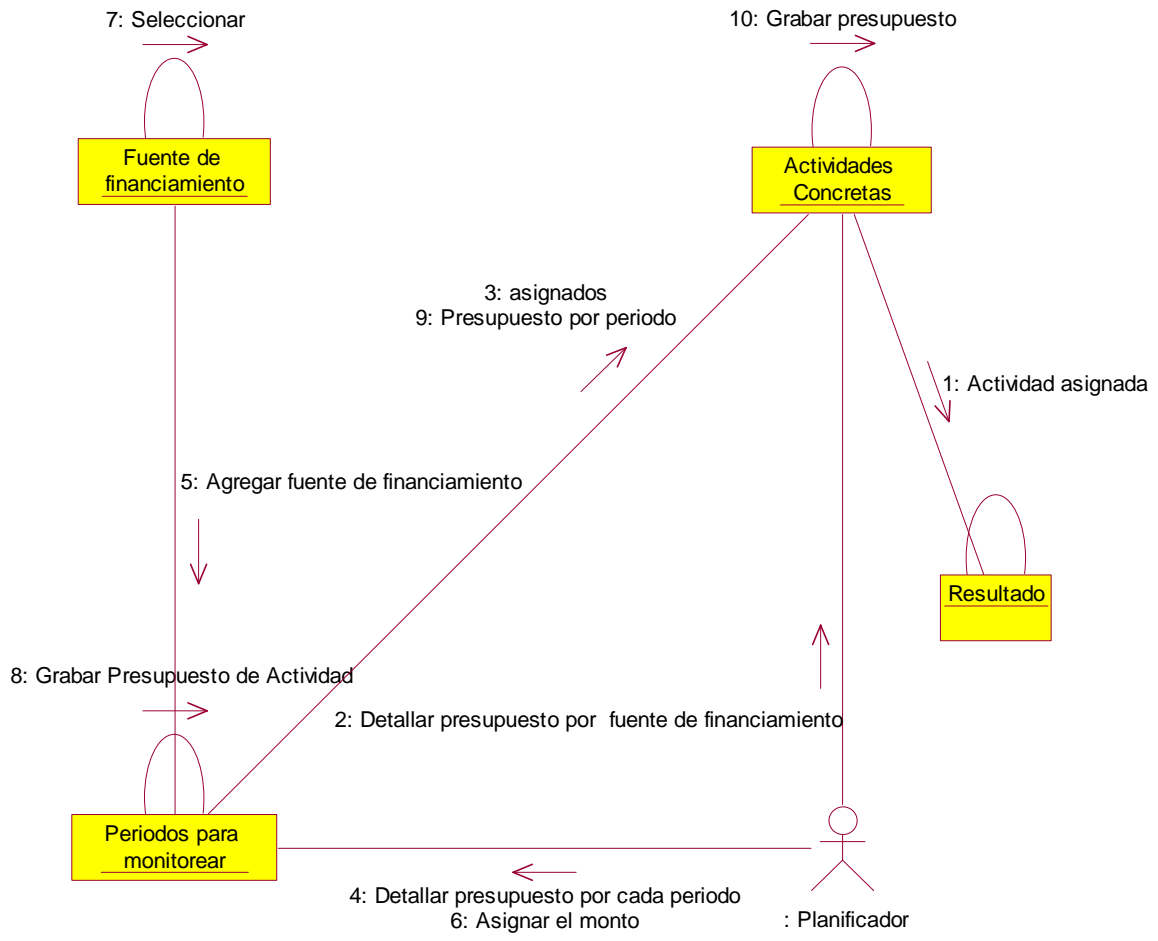 7: Seleccionar
10: Grabar presupuesto
Fuente de
financiamiento
Actividades
Concretas
3: asignados
9: Presupuesto por periodo
1: Actividad asignada
5: Agregar fuente de financiamiento
Resultado
8: Grabar Presupuesto de Actividad
2: Detallar presupuesto por fuente de financiamiento
Periodos para
monitorear
4: Detallar presupuesto por cada periodo
6: Asignar el monto
: Planificador